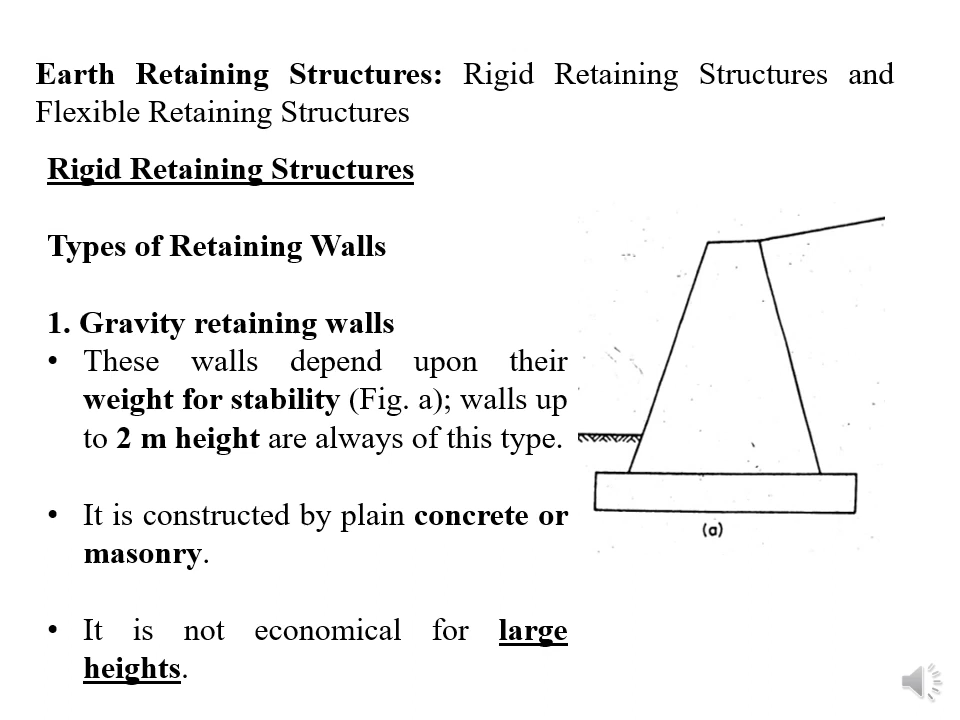 Earth Retaining Structures: Rigid Retaining Structures and
Flexible Retaining Structures
Rigid Retaining Structures
Types of Retaining Walls
1. Gravity retaining walls
• These walls depend upon their
weight for stability (Fig. a); walls up
to 2 m height are always of this type.
• It is constructed by plain concrete or
masonry.
• It is not economical for large
heights.
(a)